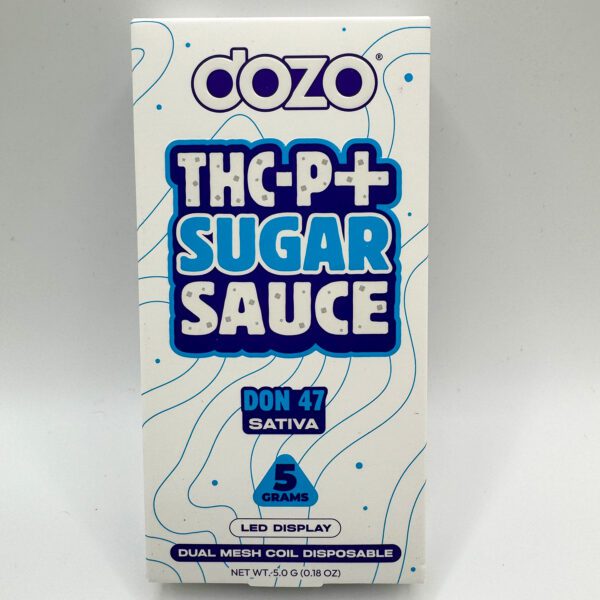 dozo®
THC-P+
SUGAR
SAUCE
DON 47
SATIVA
5
GRAMS
LED DISPLAY
DUAL MESH COIL DISPOSABLE
NET WT. 5.0 G (0.18 OZ)